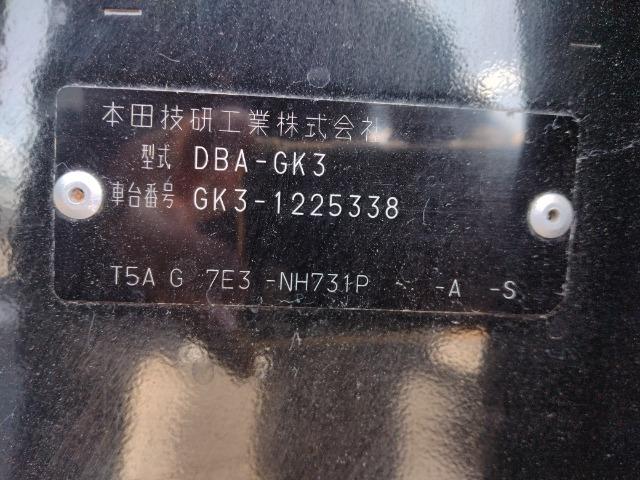 本田技研工業株式会社
型式 DBA-GK3
車台番号 GK3-1225338
T5A G 7E3 -NH731P - -A -S